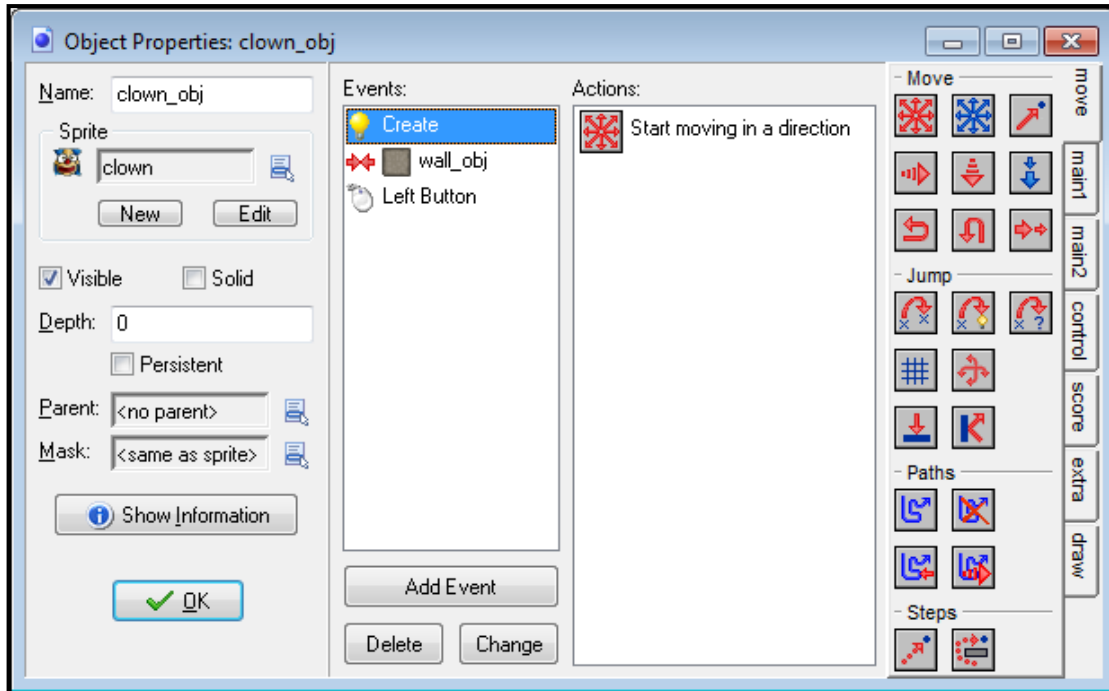 Object Properties: clown_obj
Name: clown_obj
Sprite
clown
New Edit
Visible Solid
Depth: 0
Persistent
Parent: <no parent>
Mask: <same as sprite>
Show Information
OK
Events:
Create
wall_obj
Left Button
Add Event
Delete Change
Actions:
Start moving in a direction
Move
Jump
Paths
Steps
move
main1
main2
control
score
extra
draw